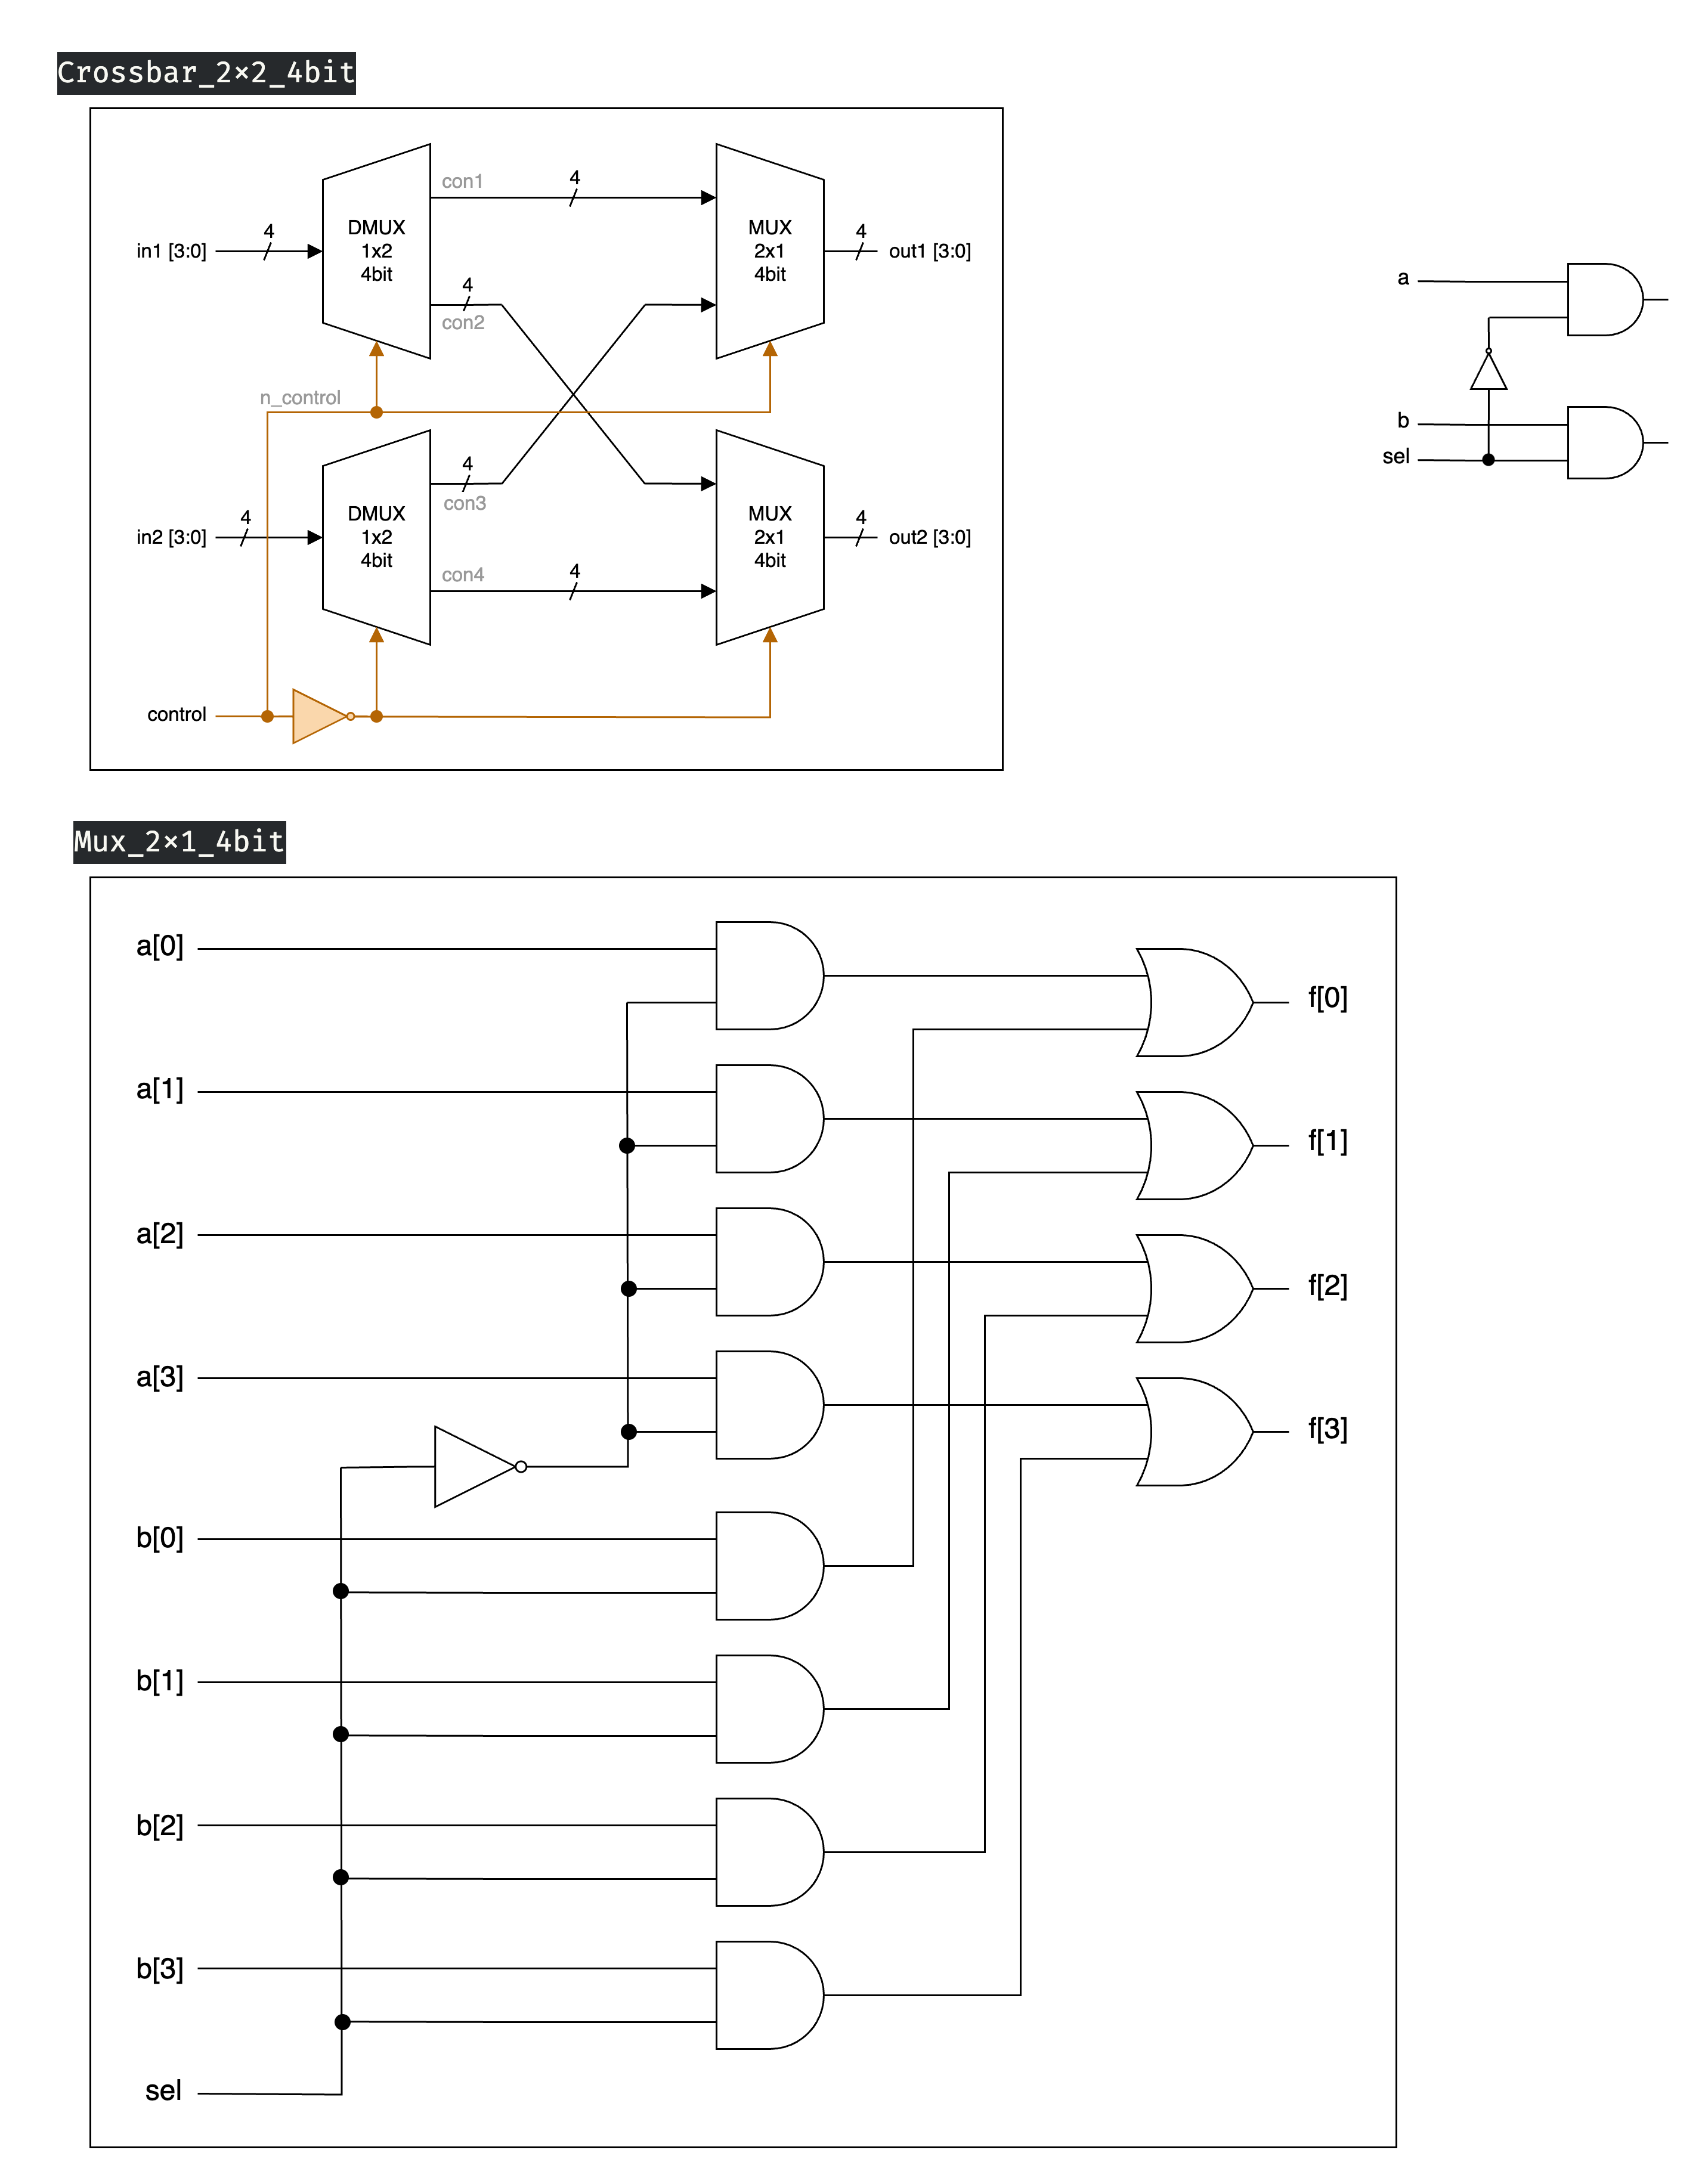 Crossbar_2×2_4bit
con1
4
4
DMUX
1x2
4bit
MUX
2x1
4bit
4
in1 [3:0]
out1 [3:0]
4
con2
n_control
4
con3
4
DMUX
1x2
4bit
MUX
2x1
4bit
4
in2 [3:0]
out2 [3:0]
con4
4
control
a
b
sel
Mux_2×1_4bit
a[0]
f[0]
a[1]
f[1]
a[2]
f[2]
a[3]
f[3]
b[0]
b[1]
b[2]
b[3]
sel